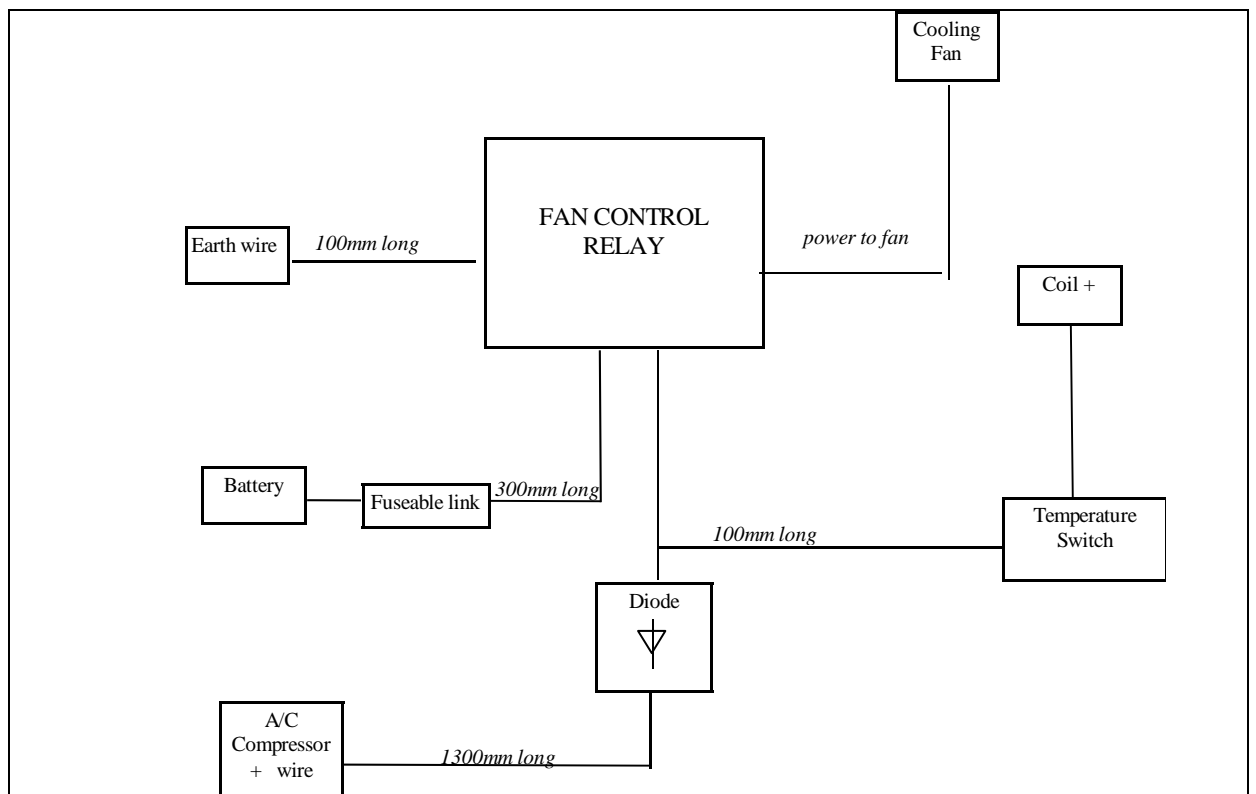 Cooling
Fan
FAN CONTROL
RELAY
Earth wire
100mm long
power to fan
Coil +
Battery
Fuseable link
300mm long
100mm long
Temperature
Switch
Diode
A/C
Compressor
+ wire
1300mm long